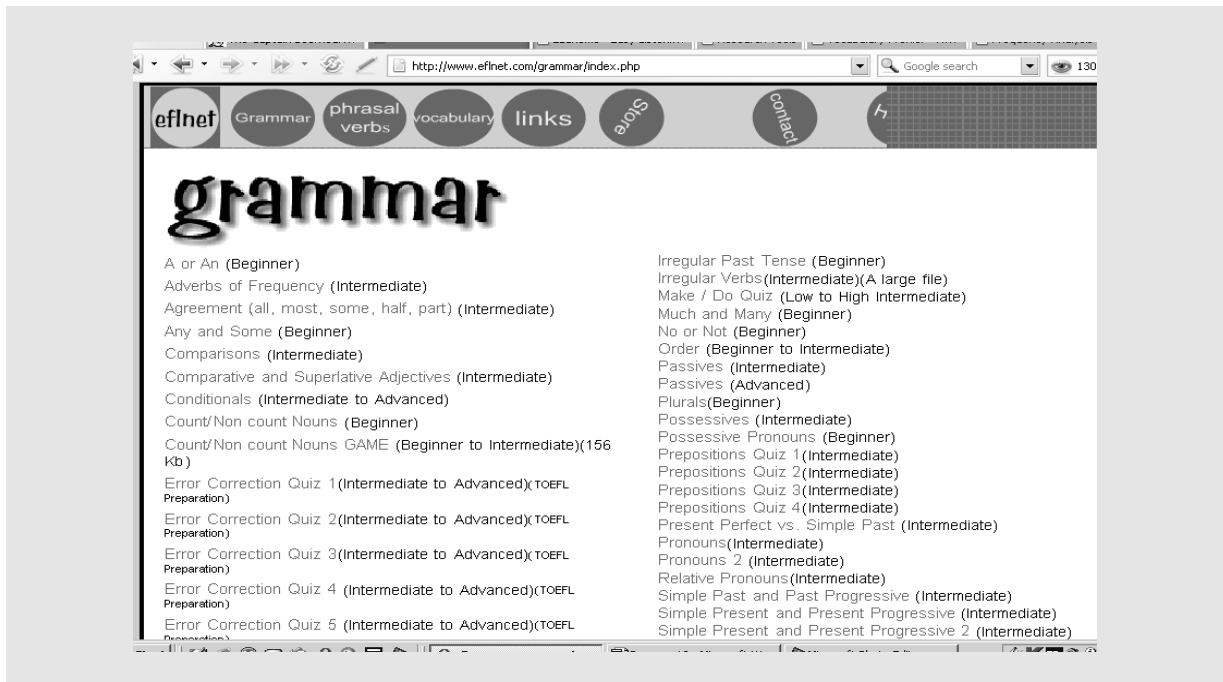 http://www.eflnet.com/grammar/index.php
Google search
130
eflnet
Grammar
phrasal
verbs
vocabulary
links
Store
contact
H
grammar
A or An (Beginner)
Adverbs of Frequency (Intermediate)
Agreement (all, most, some, half, part) (Intermediate)
Any and Some (Beginner)
Comparisons (Intermediate)
Comparative and Superlative Adjectives (Intermediate)
Conditionals (Intermediate to Advanced)
Count/Non count Nouns (Beginner)
Count/Non count Nouns GAME (Beginner to Intermediate)(156
Kb)
Error Correction Quiz 1(Intermediate to Advanced)(TOEFL
Preparation)
Error Correction Quiz 2(Intermediate to Advanced)(TOEFL
Preparation)
Error Correction Quiz 3(Intermediate to Advanced)(TOEFL
Preparation)
Error Correction Quiz 4 (Intermediate to Advanced)(TOEFL
Preparation)
Error Correction Quiz 5 (Intermediate to Advanced)(TOEFL
Preparation)
Irregular Past Tense (Beginner)
Irregular Verbs(Intermediate)(A large file)
Make / Do Quiz (Low to High Intermediate)
Much and Many (Beginner)
No or Not (Beginner)
Order (Beginner to Intermediate)
Passives (Intermediate)
Passives (Advanced)
Plurals(Beginner)
Possessives (Intermediate)
Possessive Pronouns (Beginner)
Prepositions Quiz 1(Intermediate)
Prepositions Quiz 2(Intermediate)
Prepositions Quiz 3(Intermediate)
Prepositions Quiz 4(Intermediate)
Present Perfect vs. Simple Past (Intermediate)
Pronouns(Intermediate)
Pronouns 2 (Intermediate)
Relative Pronouns(Intermediate)
Simple Past and Past Progressive (Intermediate)
Simple Present and Present Progressive (Intermediate)
Simple Present and Present Progressive 2 (Intermediate)